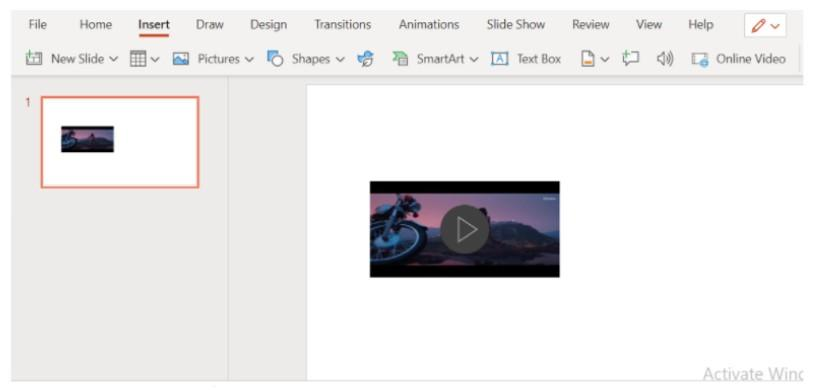 File Home Insert Draw Design Transitions Animations Slide Show Review View Help
New Slide Pictures Shapes SmartArt Text Box Online Video
1
Activate Winc